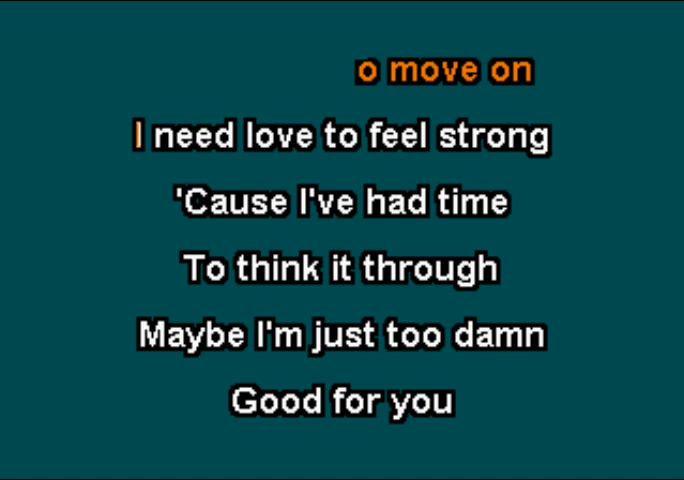 o move on
I need love to feel strong
'Cause I've had time
To think it through
Maybe I'm just too damn
Good for you